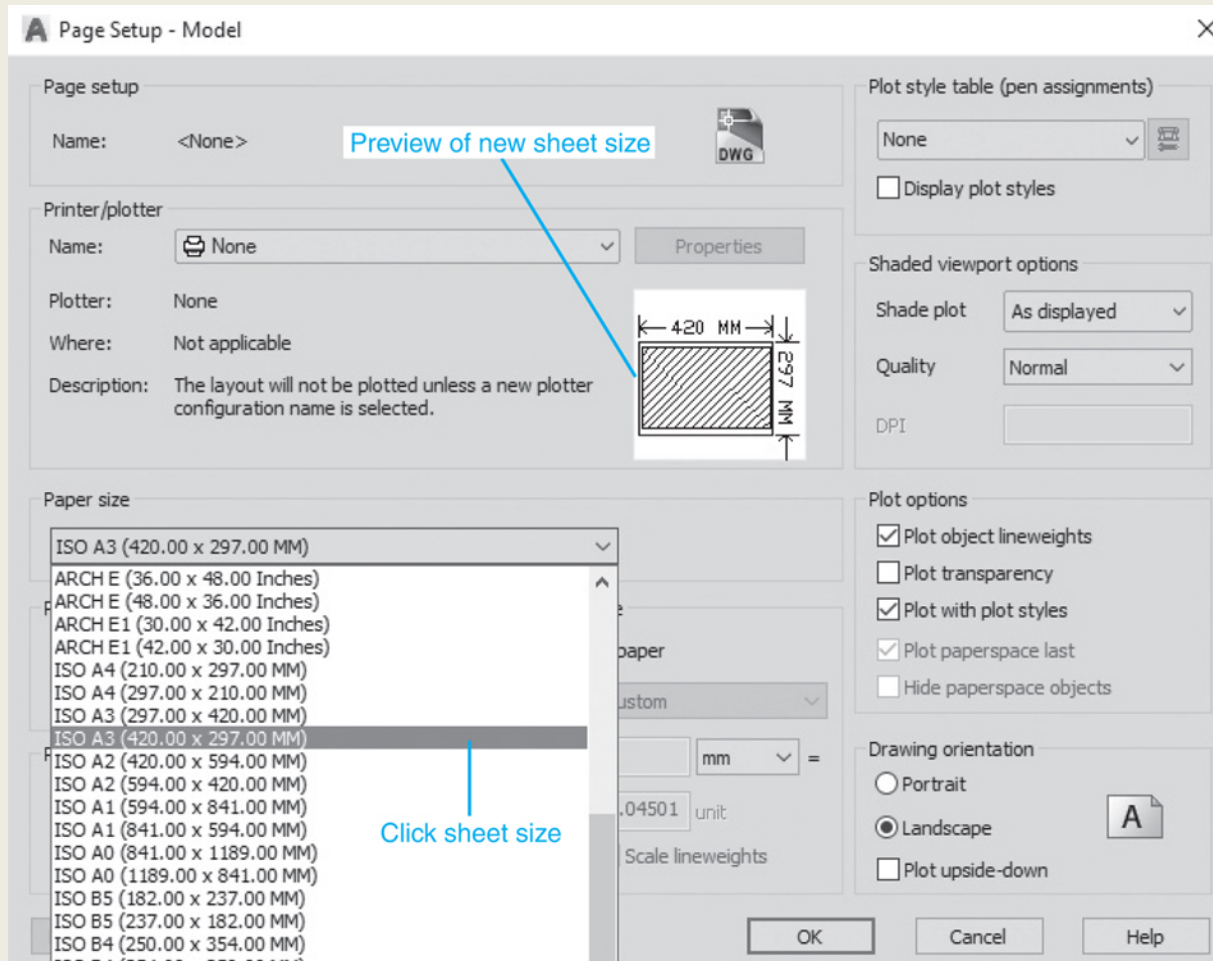 Page Setup - Model
Page setup
Name: <None>
Preview of new sheet size
DWG
Plot style table (pen assignments)
None
Display plot styles
Printer/plotter
Name: None
Properties
Plotter: None
Where: Not applicable
Description: The layout will not be plotted unless a new plotter
configuration name is selected.
420 MM
297 MM
Shaded viewport options
Shade plot As displayed
Quality Normal
DPI
Paper size
ISO A3 (420.00 x 297.00 MM)
ARCH E (36.00 x 48.00 Inches)
ARCH E (48.00 x 36.00 Inches)
ARCH E1 (30.00 x 42.00 Inches)
ARCH E1 (42.00 x 30.00 Inches)
ISO A4 (210.00 x 297.00 MM)
ISO A4 (297.00 x 210.00 MM)
ISO A3 (297.00 x 420.00 MM)
ISO A3 (420.00 x 297.00 MM)
ISO A2 (420.00 x 594.00 MM)
ISO A2 (594.00 x 420.00 MM)
ISO A1 (594.00 x 841.00 MM)
ISO A1 (841.00 x 594.00 MM)
ISO A0 (841.00 x 1189.00 MM)
ISO A0 (1189.00 x 841.00 MM)
ISO B5 (182.00 x 237.00 MM)
ISO B5 (237.00 x 182.00 MM)
ISO B4 (250.00 x 354.00 MM)
Click sheet size
paper
ustom
mm =
.04501 unit
Scale lineweights
Plot options
Plot object lineweights
Plot transparency
Plot with plot styles
Plot paperspace last
Hide paperspace objects
Drawing orientation
Portrait
Landscape
A
Plot upside-down
OK Cancel Help